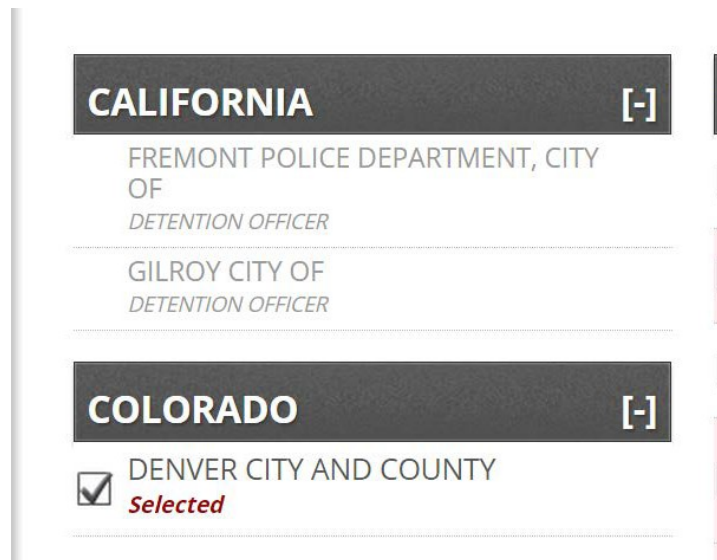 CALIFORNIA [-]
FREMONT POLICE DEPARTMENT, CITY
OF
DETENTION OFFICER
GILROY CITY OF
DETENTION OFFICER
COLORADO [-]
DENVER CITY AND COUNTY
Selected